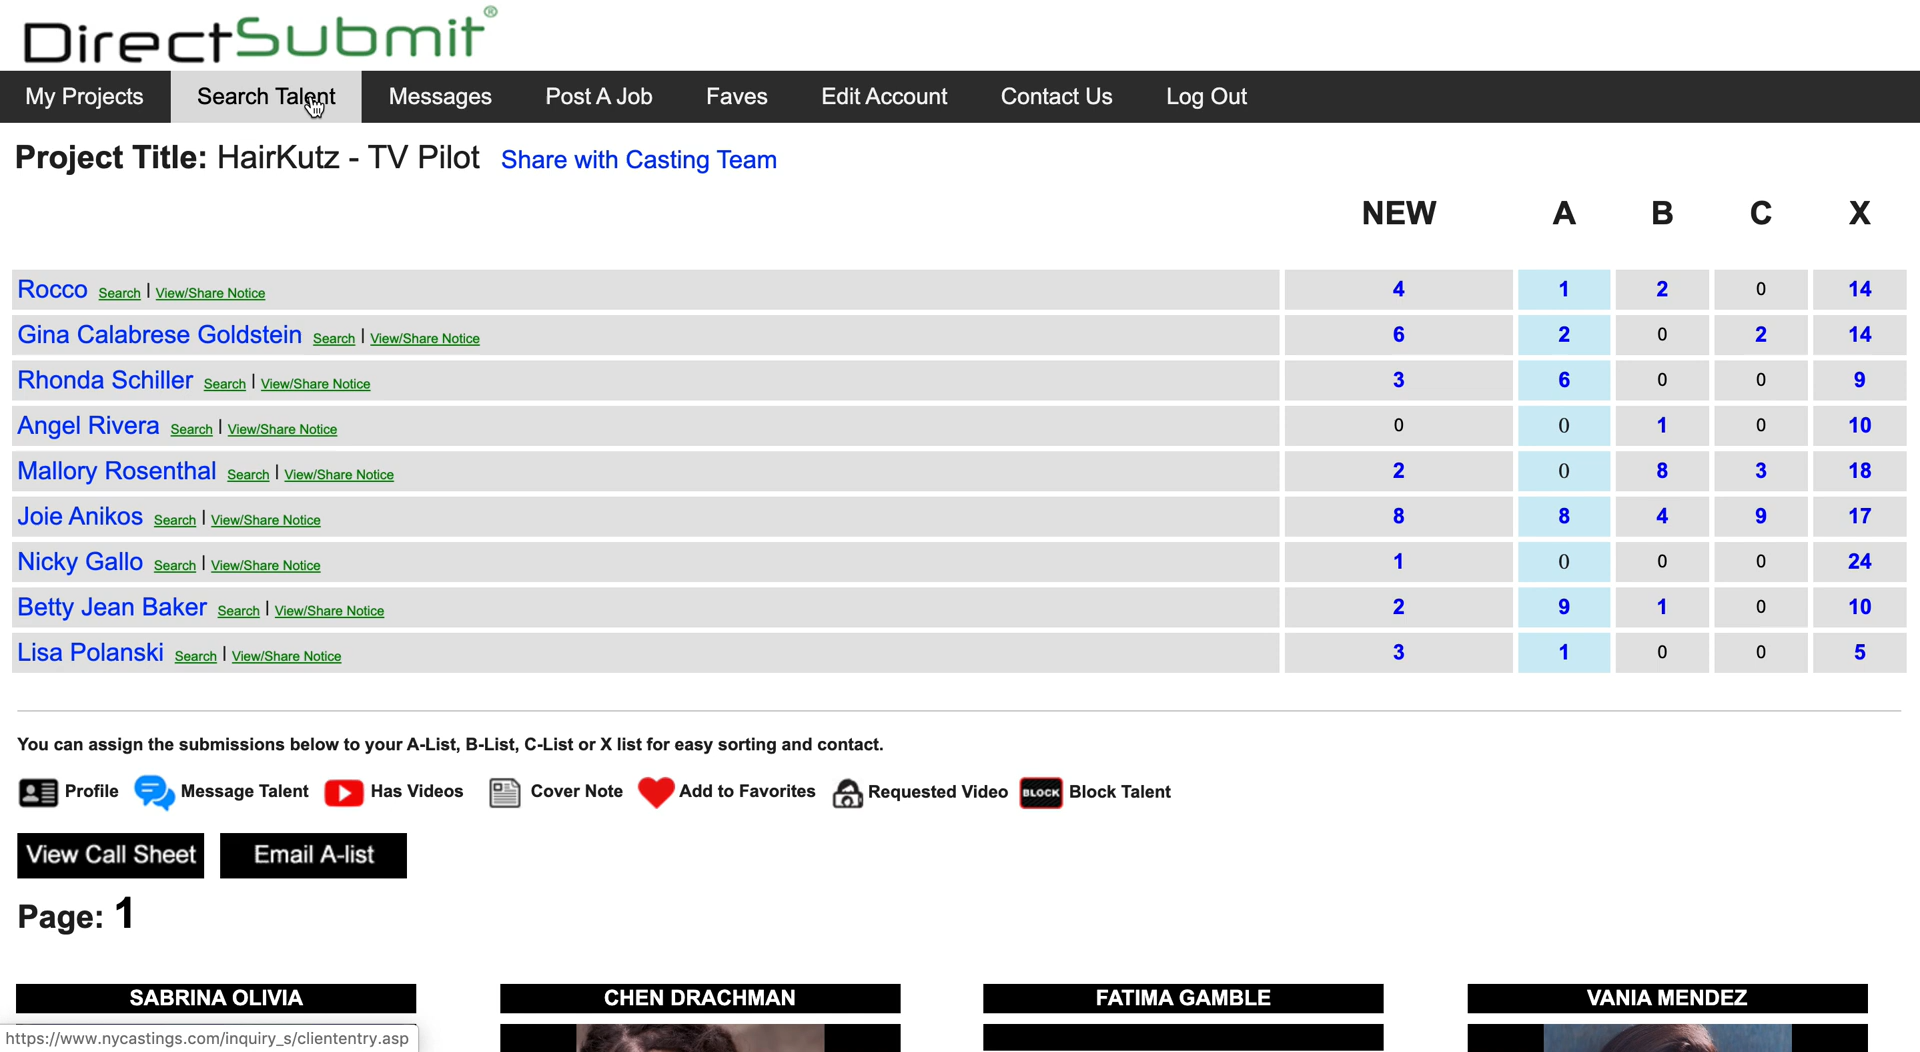 DirectSubmit®
My Projects Search Talent Messages Post A Job Faves Edit Account Contact Us Log Out
Project Title: HairKutz - TV Pilot Share with Casting Team
NEW A B C X
Rocco Search | View/Share Notice 4 1 2 0 14
Gina Calabrese Goldstein Search | View/Share Notice 6 2 0 2 14
Rhonda Schiller Search | View/Share Notice 3 6 0 0 9
Angel Rivera Search | View/Share Notice 0 0 1 0 10
Mallory Rosenthal Search | View/Share Notice 2 0 8 3 18
Joie Anikos Search | View/Share Notice 8 8 4 9 17
Nicky Gallo Search | View/Share Notice 1 0 0 0 24
Betty Jean Baker Search | View/Share Notice 2 9 1 0 10
Lisa Polanski Search | View/Share Notice 3 1 0 0 5
You can assign the submissions below to your A-List, B-List, C-List or X list for easy sorting and contact.
Profile Message Talent Has Videos Cover Note Add to Favorites Requested Video BLOCK Block Talent
View Call Sheet Email A-list
Page: 1
SABRINA OLIVIA CHEN DRACHMAN FATIMA GAMBLE VANIA MENDEZ
https://www.nycastings.com/inquiry_s/cliententry.asp